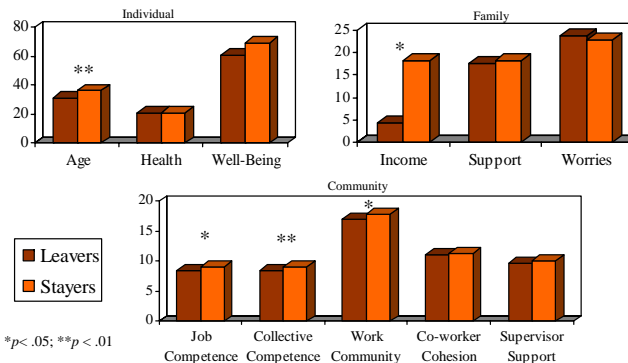 Individual
80
60
40
20
0
**
Age Health Well-Being
Family
25
20
15
10
5
0
*
Income Support Worries
Community
20
15
10
5
0
* ** *
Job Collective Work Co-worker Supervisor
Competence Competence Community Cohesion Support
Leavers
Stayers
*p< .05; **p < .01